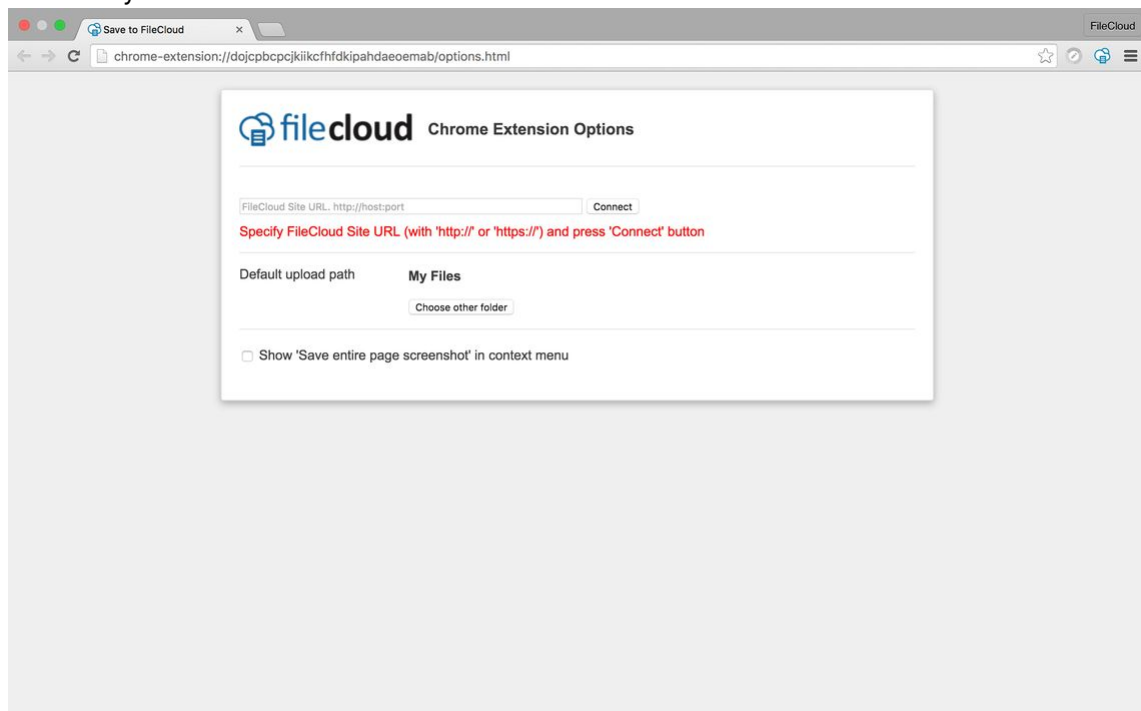 Save to FileCloud
FileCloud
chrome-extension://dojcpbcpcjkiikcfhfdkipahdaeoemab/options.html
filecloud Chrome Extension Options
FileCloud Site URL. http://host:port Connect
Specify FileCloud Site URL (with 'http://' or 'https://') and press 'Connect' button
Default upload path My Files
Choose other folder
Show 'Save entire page screenshot' in context menu